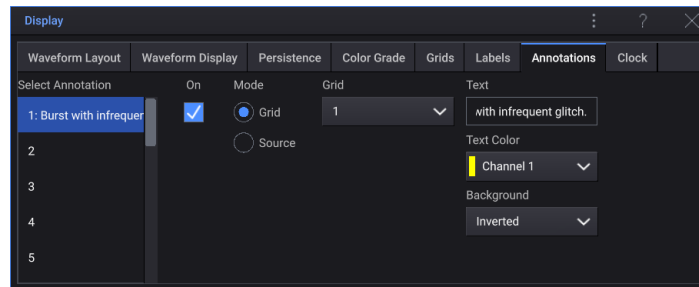 Display
?
Waveform Layout Waveform Display Persistence Color Grade Grids Labels Annotations Clock
Select Annotation On Mode Grid Text
1: Burst with infrequer Grid 1 with infrequent glitch.
Source
Text Color
2
Channel 1
3
Background
4 Inverted
5